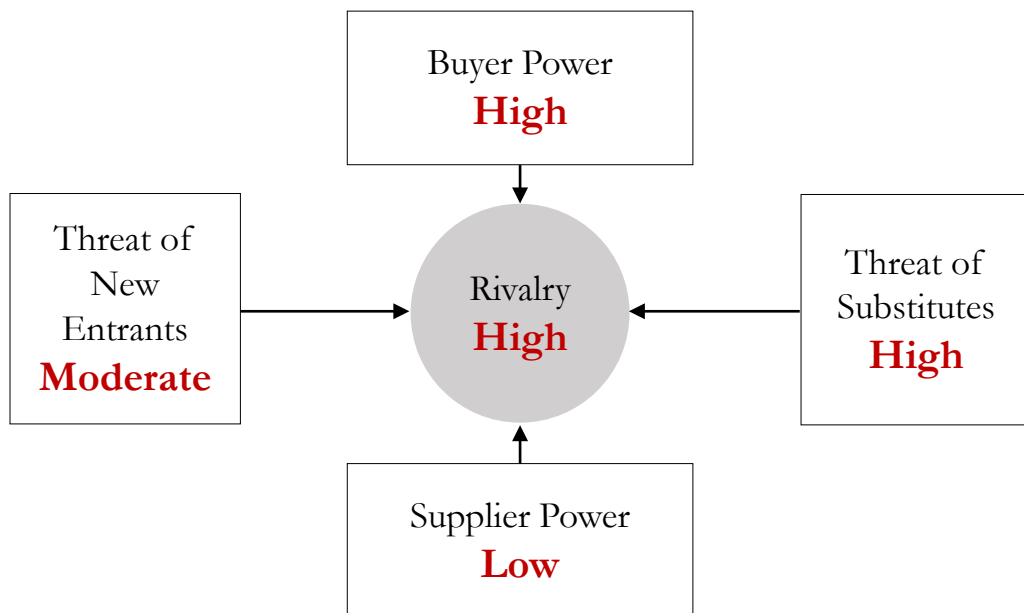 Buyer Power
High
Threat of
New
Entrants
Moderate
Rivalry
High
Threat of
Substitutes
High
Supplier Power
Low